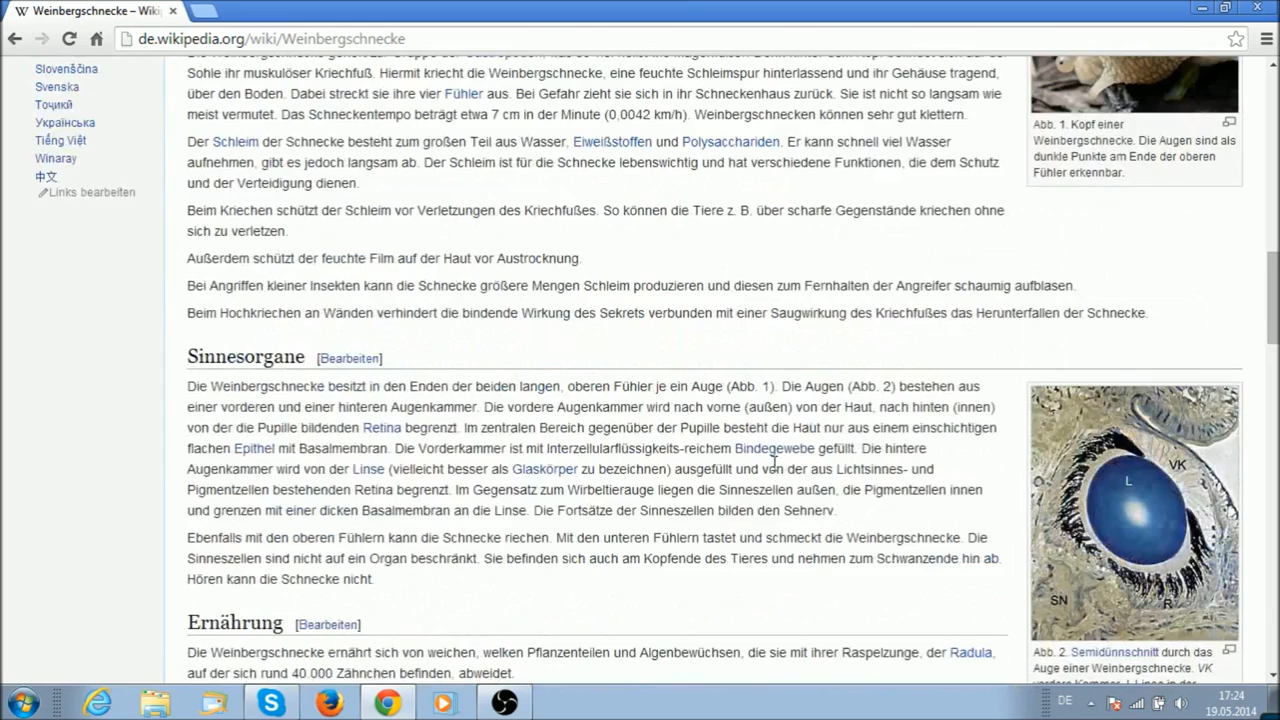 Weinbergschnecke – Wiki
de.wikipedia.org/wiki/Weinbergschnecke
Slovenščina
Svenska
Тоҷикӣ
Українська
Tiếng Việt
Winaray
中文
Links bearbeiten
Sohle ihr muskulöser Kriechfuß. Hiermit kriecht die Weinbergschnecke, eine feuchte Schleimspur hinterlassend und ihr Gehäuse tragend,
über den Boden. Dabei streckt sie ihre vier Fühler aus. Bei Gefahr zieht sie sich in ihr Schneckenhaus zurück. Sie ist nicht so langsam wie
meist vermutet. Das Schneckentempo beträgt etwa 7 cm in der Minute (0,0042 km/h). Weinbergschnecken können sehr gut klettern.
Der Schleim der Schnecke besteht zum großen Teil aus Wasser, Eiweißstoffen und Polysacchariden. Er kann schnell viel Wasser
aufnehmen, gibt es jedoch langsam ab. Der Schleim ist für die Schnecke lebenswichtig und hat verschiedene Funktionen, die dem Schutz
und der Verteidigung dienen.
Beim Kriechen schützt der Schleim vor Verletzungen des Kriechfußes. So können die Tiere z. B. über scharfe Gegenstände kriechen ohne
sich zu verletzen.
Außerdem schützt der feuchte Film auf der Haut vor Austrocknung.
Bei Angriffen kleiner Insekten kann die Schnecke größere Mengen Schleim produzieren und diesen zum Fernhalten der Angreifer schaumig aufblasen.
Beim Hochkriechen an Wänden verhindert die bindende Wirkung des Sekrets verbunden mit einer Saugwirkung des Kriechfußes das Herunterfallen der Schnecke.
Abb. 1. Kopf einer
Weinbergschnecke. Die Augen sind als
dunkle Punkte am Ende der oberen
Fühler erkennbar.
Sinnesorgane [Bearbeiten]
Die Weinbergschnecke besitzt in den Enden der beiden langen, oberen Fühler je ein Auge (Abb. 1). Die Augen (Abb. 2) bestehen aus
einer vorderen und einer hinteren Augenkammer. Die vordere Augenkammer wird nach vorne (außen) von der Haut, nach hinten (innen)
von der die Pupille bildenden Retina begrenzt. Im zentralen Bereich gegenüber der Pupille besteht die Haut nur aus einem einschichtigen
flachen Epithel mit Basalmembran. Die Vorderkammer ist mit Interzellularflüssigkeits-reichem Bindegewebe gefüllt. Die hintere
Augenkammer wird von der Linse (vielleicht besser als Glaskörper zu bezeichnen) ausgefüllt und von der aus Lichtsinnes- und
Pigmentzellen bestehenden Retina begrenzt. Im Gegensatz zum Wirbeltierauge liegen die Sinneszellen außen, die Pigmentzellen innen
und grenzen mit einer dicken Basalmembran an die Linse. Die Fortsätze der Sinneszellen bilden den Sehnerv.
Ebenfalls mit den oberen Fühlern kann die Schnecke riechen. Mit den unteren Fühlern tastet und schmeckt die Weinbergschnecke. Die
Sinneszellen sind nicht auf ein Organ beschränkt. Sie befinden sich auch am Kopfende des Tieres und nehmen zum Schwanzende hin ab.
Hören kann die Schnecke nicht.
VK
L
SN
R
Abb. 2. Semidünnschnitt durch das
Auge einer Weinbergschnecke. VK
Ernährung [Bearbeiten]
Die Weinbergschnecke ernährt sich von weichen, welken Pflanzenteilen und Algenbewüchsen, die sie mit ihrer Raspelzunge, der Radula,
auf der sich rund 40.000 Zähnchen befinden, abweidet.
DE
17:24
19.05.2014